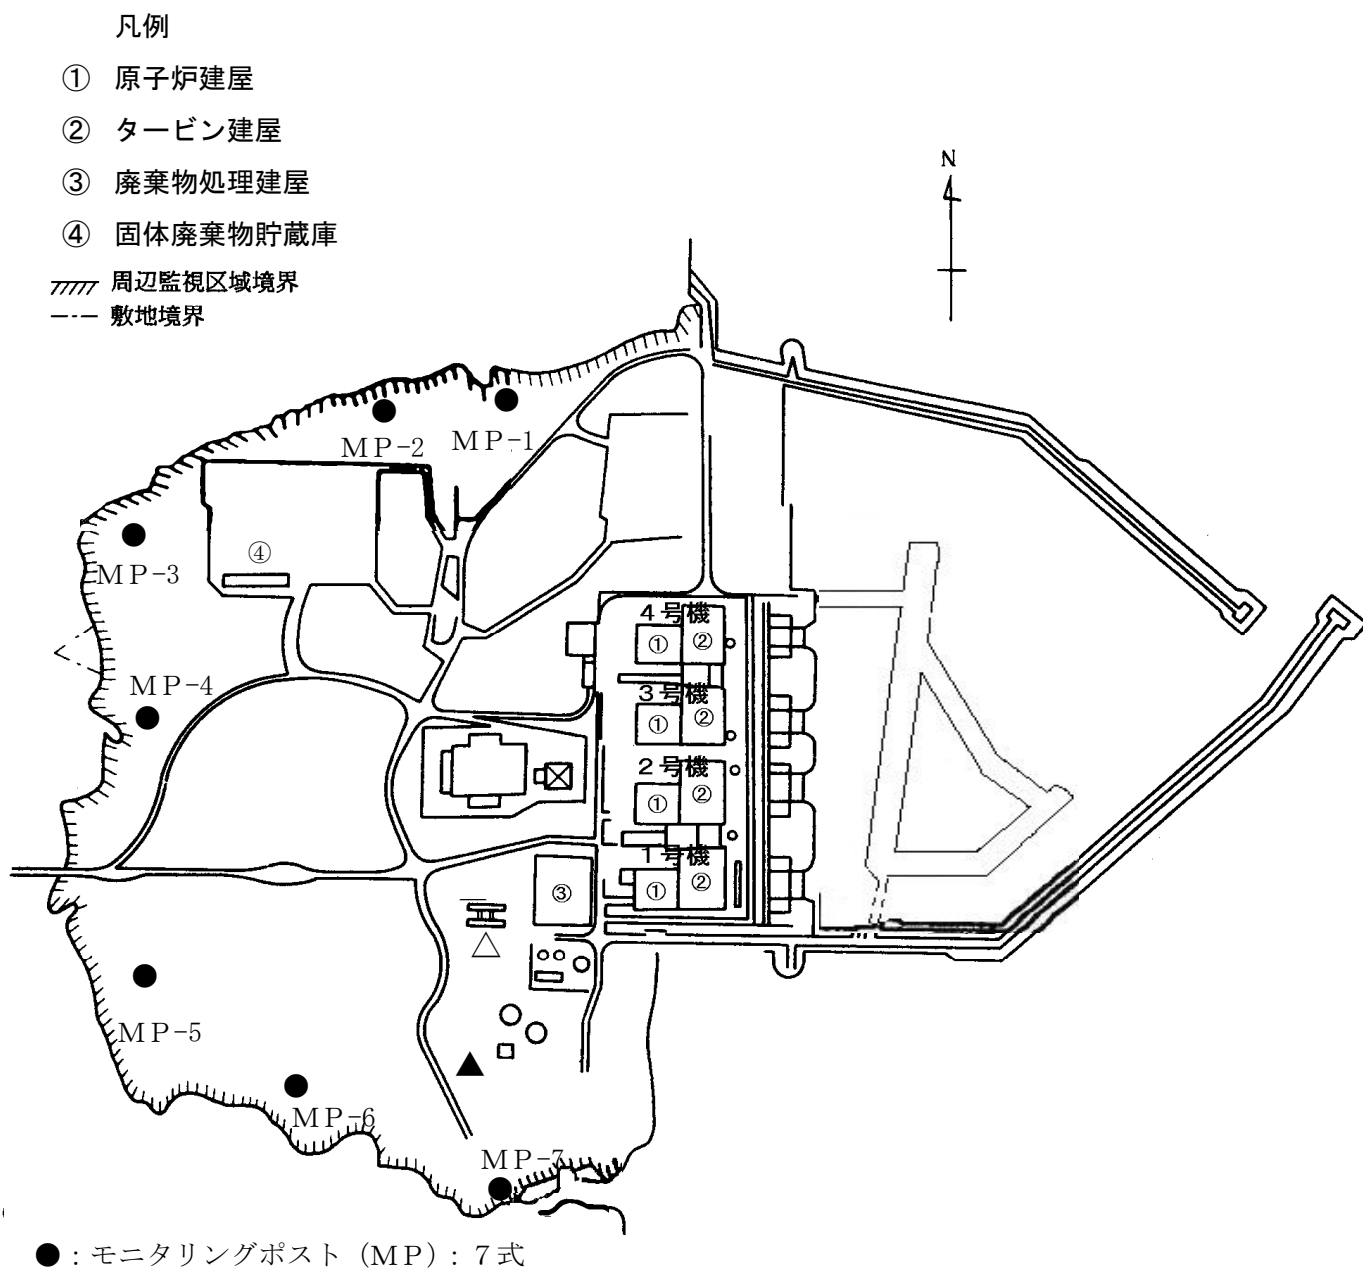 凡例
① 原子炉建屋
② タービン建屋
③ 廃棄物処理建屋
④ 固体廃棄物貯蔵庫
周辺監視区域境界
敷地境界
N
MP-2
MP-1
④
MP-3
4号機
①
②
MP-4
3号機
①
②
2号機
①
②
1号機
①
②
③
MP-5
MP-6
MP-7
●：モニタリングポスト（MP）：7式